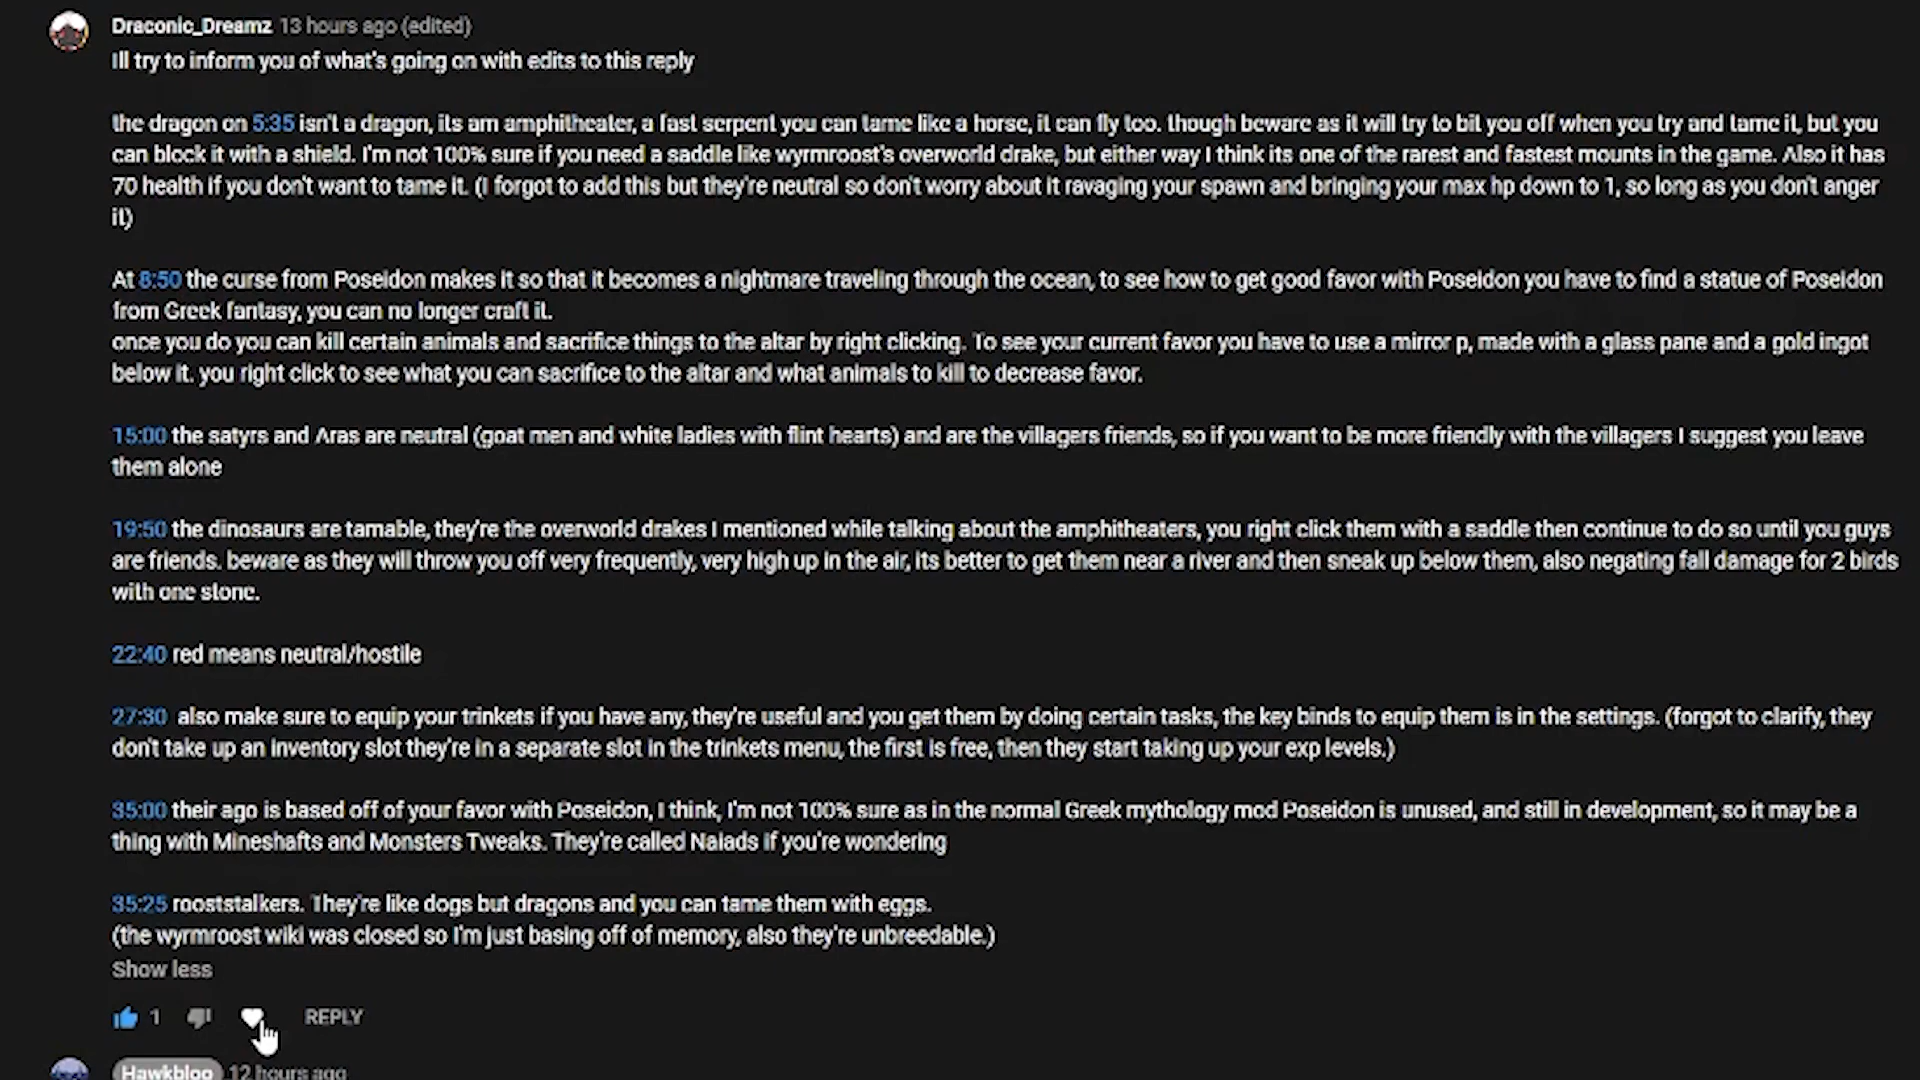 Draconic_Dreamz 13 hours ago (edited)
Ill try to inform you of what's going on with edits to this reply
the dragon on 5:35 isn't a dragon, its am amphitheater, a fast serpent you can tame like a horse, it can fly too. though beware as it will try to bit you off when you try and tame it, but you
can block it with a shield. I'm not 100% sure if you need a saddle like wyrmroost's overworld drake, but either way I think its one of the rarest and fastest mounts in the game. Also it has
70 health if you don't want to tame it. (I forgot to add this but they're neutral so don't worry about it ravaging your spawn and bringing your max hp down to 1, so long as you don't anger
it)
At 8:50 the curse from Poseidon makes it so that it becomes a nightmare traveling through the ocean, to see how to get good favor with Poseidon you have to find a statue of Poseidon
from Greek fantasy, you can no longer craft it.
once you do you can kill certain animals and sacrifice things to the altar by right clicking. To see your current favor you have to use a mirror p, made with a glass pane and a gold ingot
below it. you right click to see what you can sacrifice to the altar and what animals to kill to decrease favor.
15:00 the satyrs and Aras are neutral (goat men and white ladies with flint hearts) and are the villagers friends, so if you want to be more friendly with the villagers I suggest you leave
them alone
19:50 the dinosaurs are tamable, they're the overworld drakes I mentioned while talking about the amphitheaters, you right click them with a saddle then continue to do so until you guys
are friends. beware as they will throw you off very frequently, very high up in the air, its better to get them near a river and then sneak up below them, also negating fall damage for 2 birds
with one stone.
22:40 red means neutral/hostile
27:30 also make sure to equip your trinkets if you have any, they're useful and you get them by doing certain tasks, the key binds to equip them is in the settings. (forgot to clarify, they
don't take up an inventory slot they're in a separate slot in the trinkets menu, the first is free, then they start taking up your exp levels.)
35:00 their ago is based off of your favor with Poseidon, I think, I'm not 100% sure as in the normal Greek mythology mod Poseidon is unused, and still in development, so it may be a
thing with Mineshafts and Monsters Tweaks. They're called Naiads if you're wondering
35:25 rooststalkers. They're like dogs but dragons and you can tame them with eggs.
(the wyrmroost wiki was closed so I'm just basing off of memory, also they're unbreedable.)
Show less
1 REPLY
Hawkbloo 12 hours ago